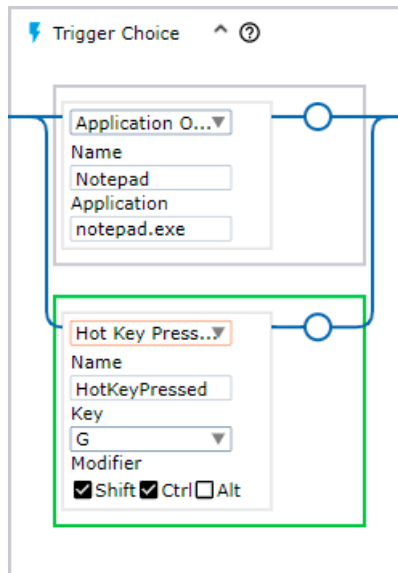 Trigger Choice
Application O...
Name
Notepad
Application
notepad.exe
Hot Key Press...
Name
HotKeyPressed
Key
G
Modifier
Shift Ctrl Alt